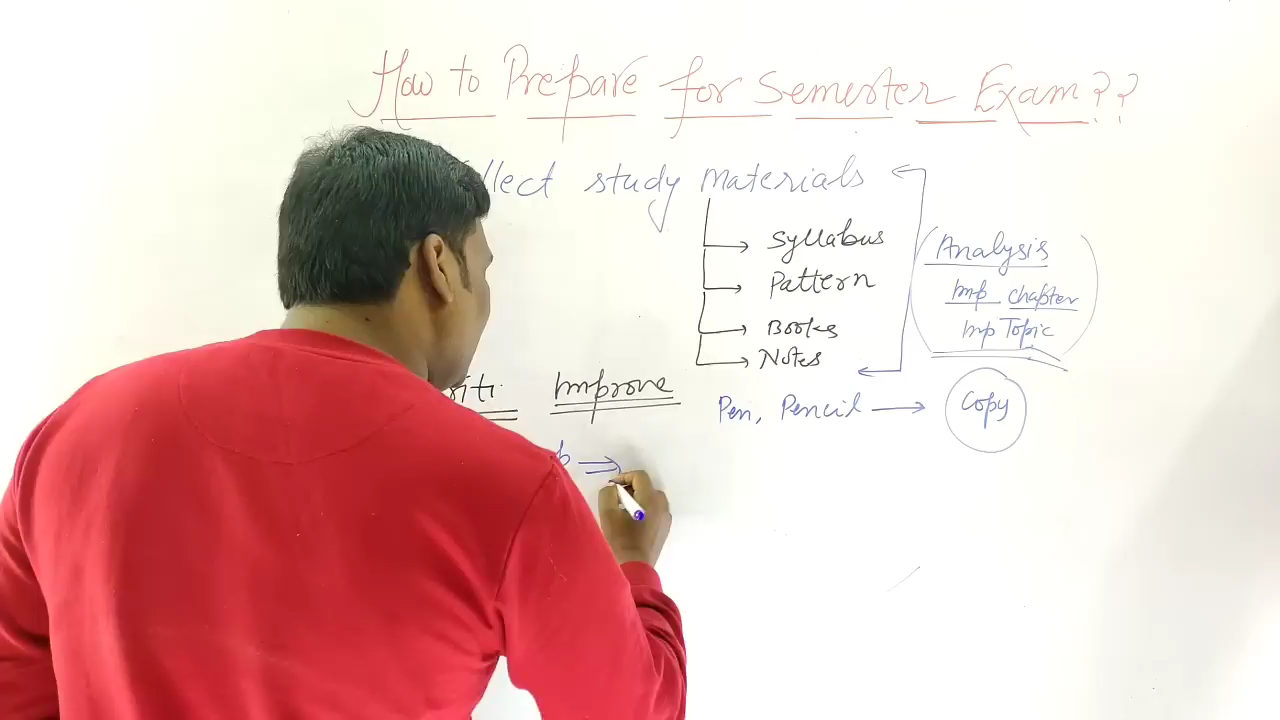 How to Prepare for Semester Exam??
llect study materials
Syllabus
Pattern
Books
Notes
Analysis
Imp chapter
Imp Topic
riti. Improve
Pen, Pencil → Copy
p ⇒